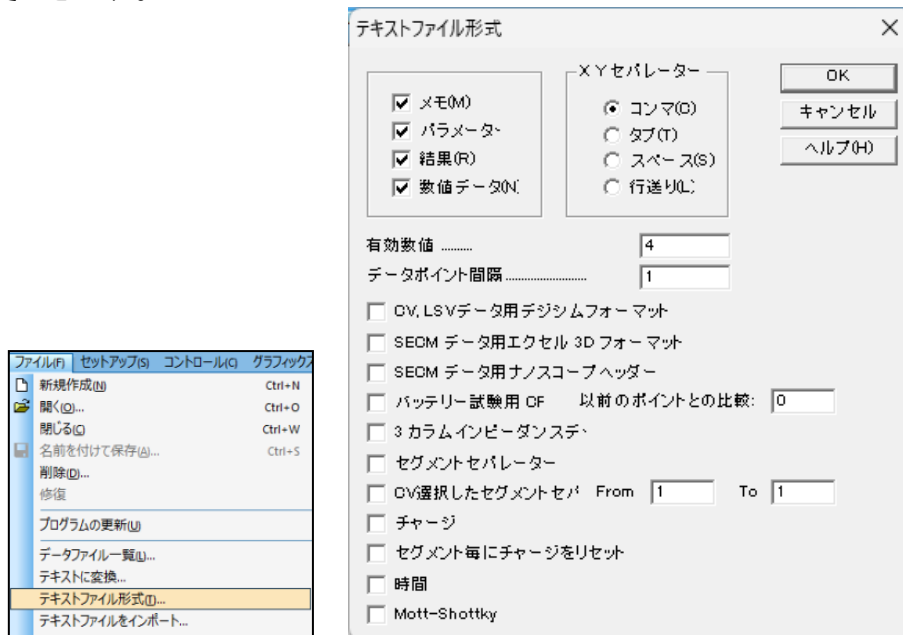 テキストファイル形式
メモ(M)
パラメータ
結果(R)
数値データ(N)
XYセパレーター
コンマ(C)
タブ(T)
スペース(S)
行送り(L)
OK
キャンセル
ヘルプ(H)
有効数値 .......... 4
データポイント間隔 .......................... 1
CV, LSVデータ用デジシムフォーマット
SECM データ用エクセル 3D フォーマット
SECM データ用ナノスコープヘッダー
バッテリー試験用 CF 以前のポイントとの比較: 0
3 カラムインピーダンスデ
セグメントセパレーター
CV選択したセグメントセパ From 1 To 1
チャージ
セグメント毎にチャージをリセット
時間
Mott-Shottky
ファイル(F) セットアップ(S) コントロール(C) グラフィックス
新規作成(N) Ctrl+N
開く(O)... Ctrl+O
閉じる(C) Ctrl+W
名前を付けて保存(A)... Ctrl+S
削除(D)...
修復
プログラムの更新(U)
データファイル一覧(L)...
テキストに変換...
テキストファイル形式(T)...
テキストファイルをインポート...